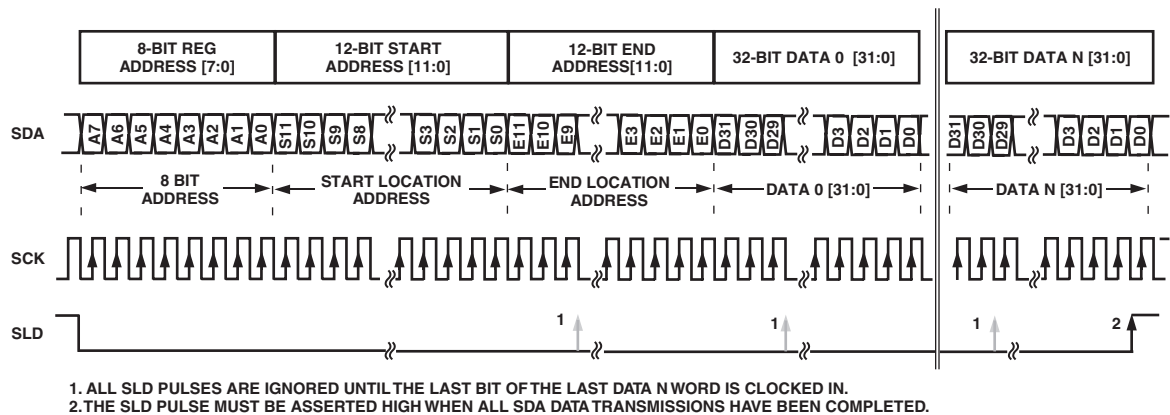 8-BIT REG
ADDRESS [7:0]
12-BIT START
ADDRESS [11:0]
12-BIT END
ADDRESS[11:0]
32-BIT DATA 0 [31:0]
32-BIT DATA N [31:0]
SDA
A7 A6 A5 A4 A3 A2 A1 A0 S11 S10 S9 S8 S3 S2 S1 S0 E11 E10 E9 E3 E2 E1 E0 D31 D30 D29 D3 D2 D1 D0 D31 D30 D29 D3 D2 D1 D0
8 BIT
ADDRESS
START LOCATION
ADDRESS
END LOCATION
ADDRESS
DATA 0 [31:0]
DATA N [31:0]
SCK
SLD
1 1 1 2
1. ALL SLD PULSES ARE IGNORED UNTIL THE LAST BIT OF THE LAST DATA N WORD IS CLOCKED IN.
2. THE SLD PULSE MUST BE ASSERTED HIGH WHEN ALL SDA DATA TRANSMISSIONS HAVE BEEN COMPLETED.